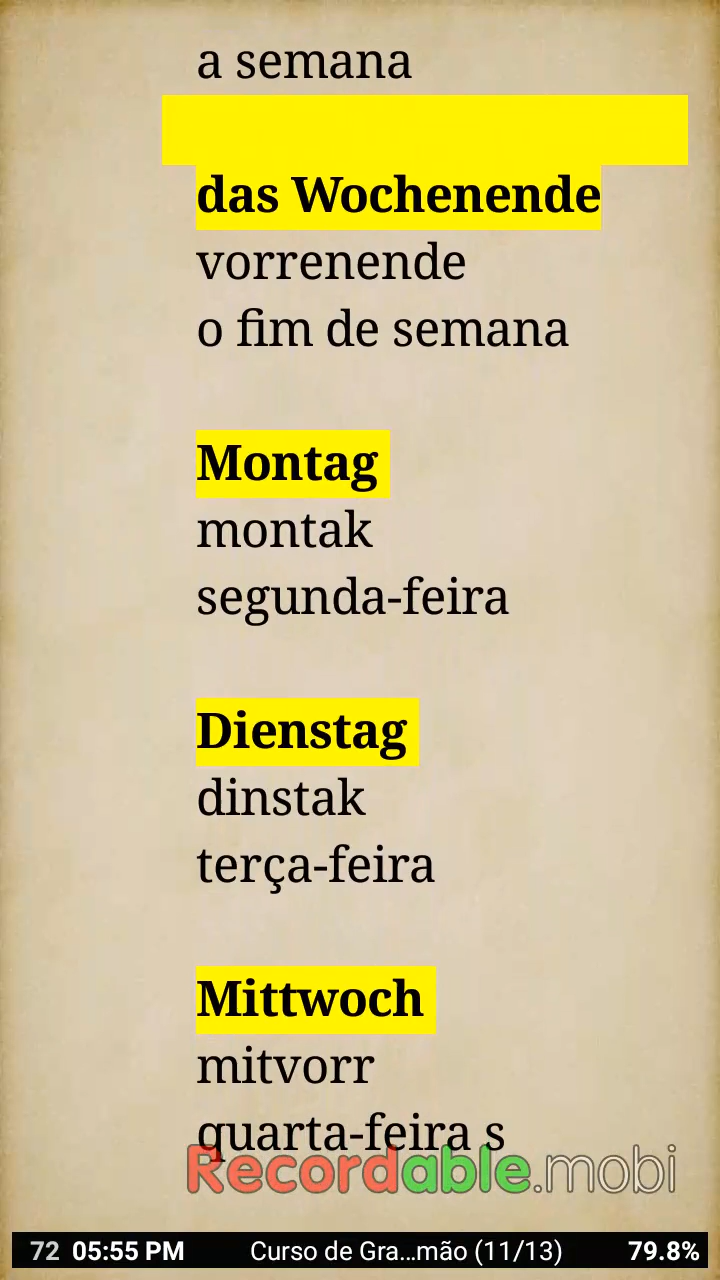 a semana
das Wochenende
vorrenende
o fim de semana
Montag
montak
segunda-feira
Dienstag
dinstak
terça-feira
Mittwoch
mitvorr
quarta-feira s
Recordable.mobi
72 05:55 PM Curso de Gra...mão (11/13) 79.8%